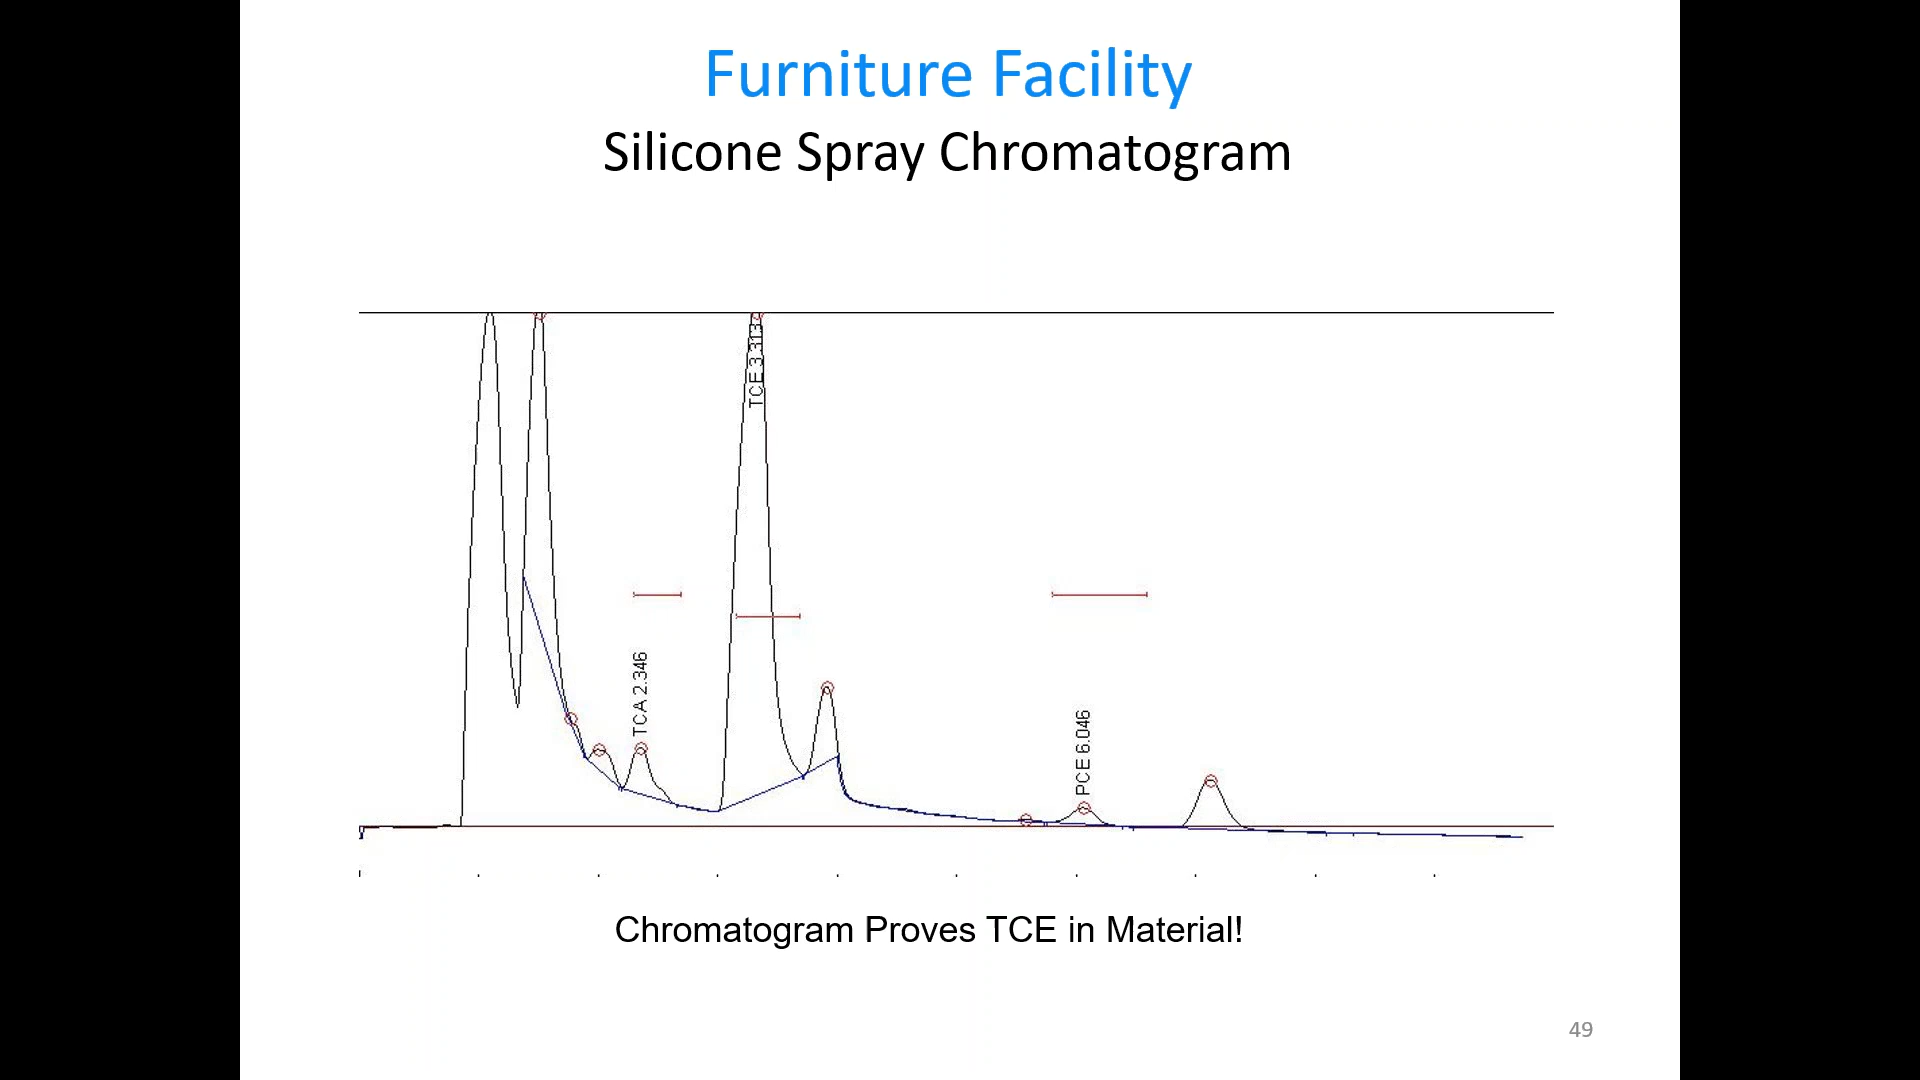 Furniture Facility
Silicone Spray Chromatogram
TCE 3.313
TCA 2.346
PCE 6.046
Chromatogram Proves TCE in Material!
49